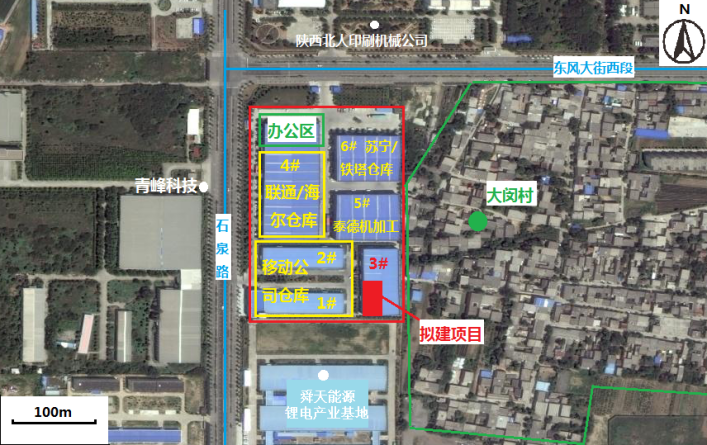 N
陕西北人印刷机械公司
东风大街西段
办公区
6# 苏宁/
铁塔仓库
4#
联通/海
尔仓库
青峰科技
大闵村
5#
泰德机加工
石泉路
2#
移动公
司仓库
1#
3#
拟建项目
舜天能源
锂电产业基地
100m